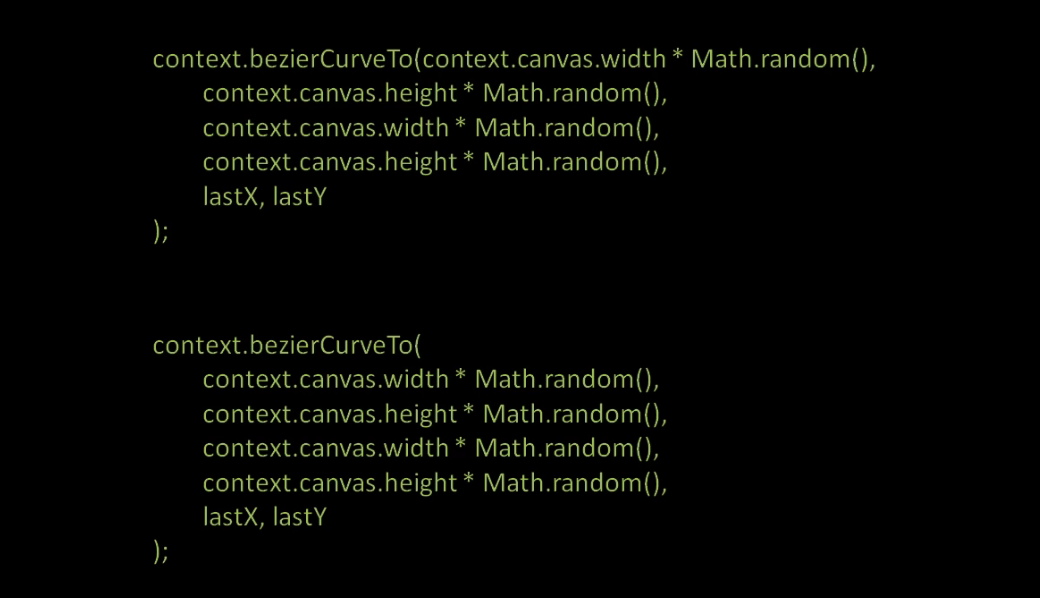 context.bezierCurveTo(context.canvas.width * Math.random(),
context.canvas.height * Math.random(),
context.canvas.width * Math.random(),
context.canvas.height * Math.random(),
lastX, lastY
);
context.bezierCurveTo(
context.canvas.width * Math.random(),
context.canvas.height * Math.random(),
context.canvas.width * Math.random(),
context.canvas.height * Math.random(),
lastX, lastY
);